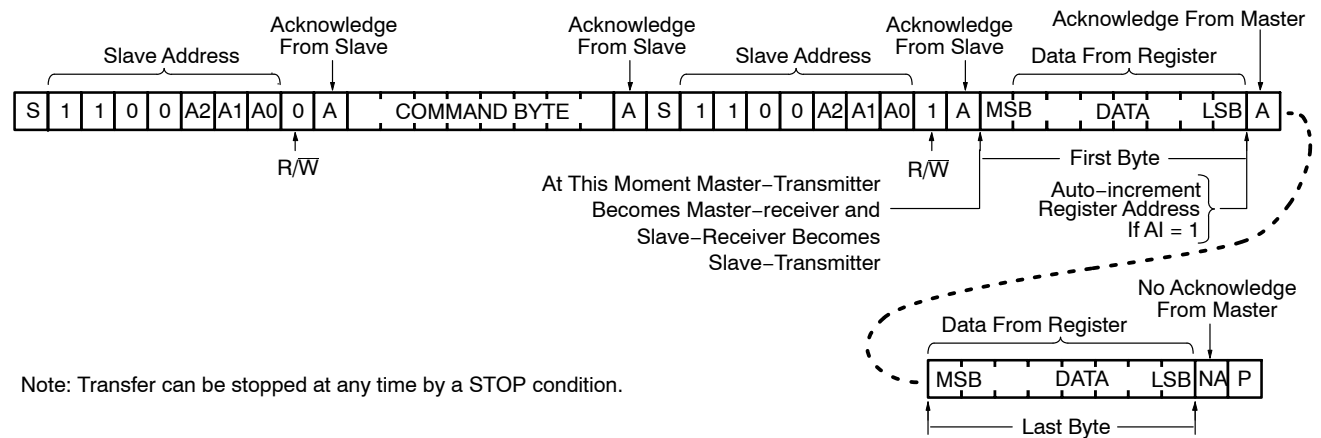 Acknowledge
From Slave
Acknowledge
From Slave
Acknowledge
From Slave
Acknowledge From Master
Slave Address
Slave Address
Data From Register
S 1 1 0 0 A2 A1 A0 0 A COMMAND BYTE A S 1 1 0 0 A2 A1 A0 1 A MSB DATA LSB A
R/W̅
R/W̅
First Byte
At This Moment Master−Transmitter
Becomes Master−receiver and
Slave−Receiver Becomes
Slave−Transmitter
Auto−increment
Register Address
If AI = 1
No Acknowledge
From Master
Data From Register
MSB DATA LSB NA P
Last Byte
Note: Transfer can be stopped at any time by a STOP condition.